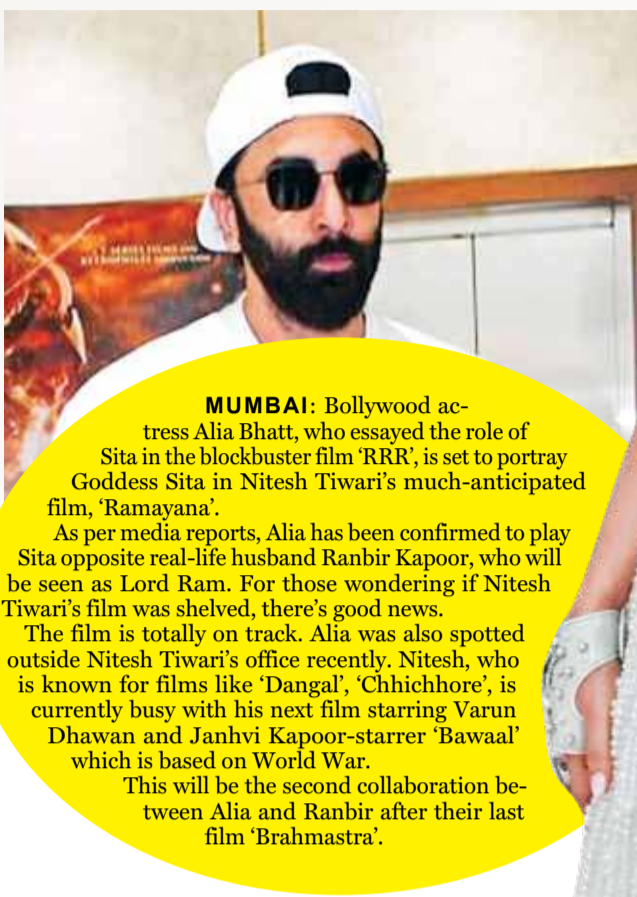 T SERIES FILMS AND
RETROPHILES PRODUCTION
MUMBAI: Bollywood ac-
tress Alia Bhatt, who essayed the role of
Sita in the blockbuster film ‘RRR’, is set to portray
Goddess Sita in Nitesh Tiwari’s much-anticipated
film, ‘Ramayana’.
As per media reports, Alia has been confirmed to play
Sita opposite real-life husband Ranbir Kapoor, who will
be seen as Lord Ram. For those wondering if Nitesh
Tiwari’s film was shelved, there’s good news.
The film is totally on track. Alia was also spotted
outside Nitesh Tiwari’s office recently. Nitesh, who
is known for films like ‘Dangal’, ‘Chhichhore’, is
currently busy with his next film starring Varun
Dhawan and Janhvi Kapoor-starrer ‘Bawaal’
which is based on World War.
This will be the second collaboration be-
tween Alia and Ranbir after their last
film ‘Brahmastra’.